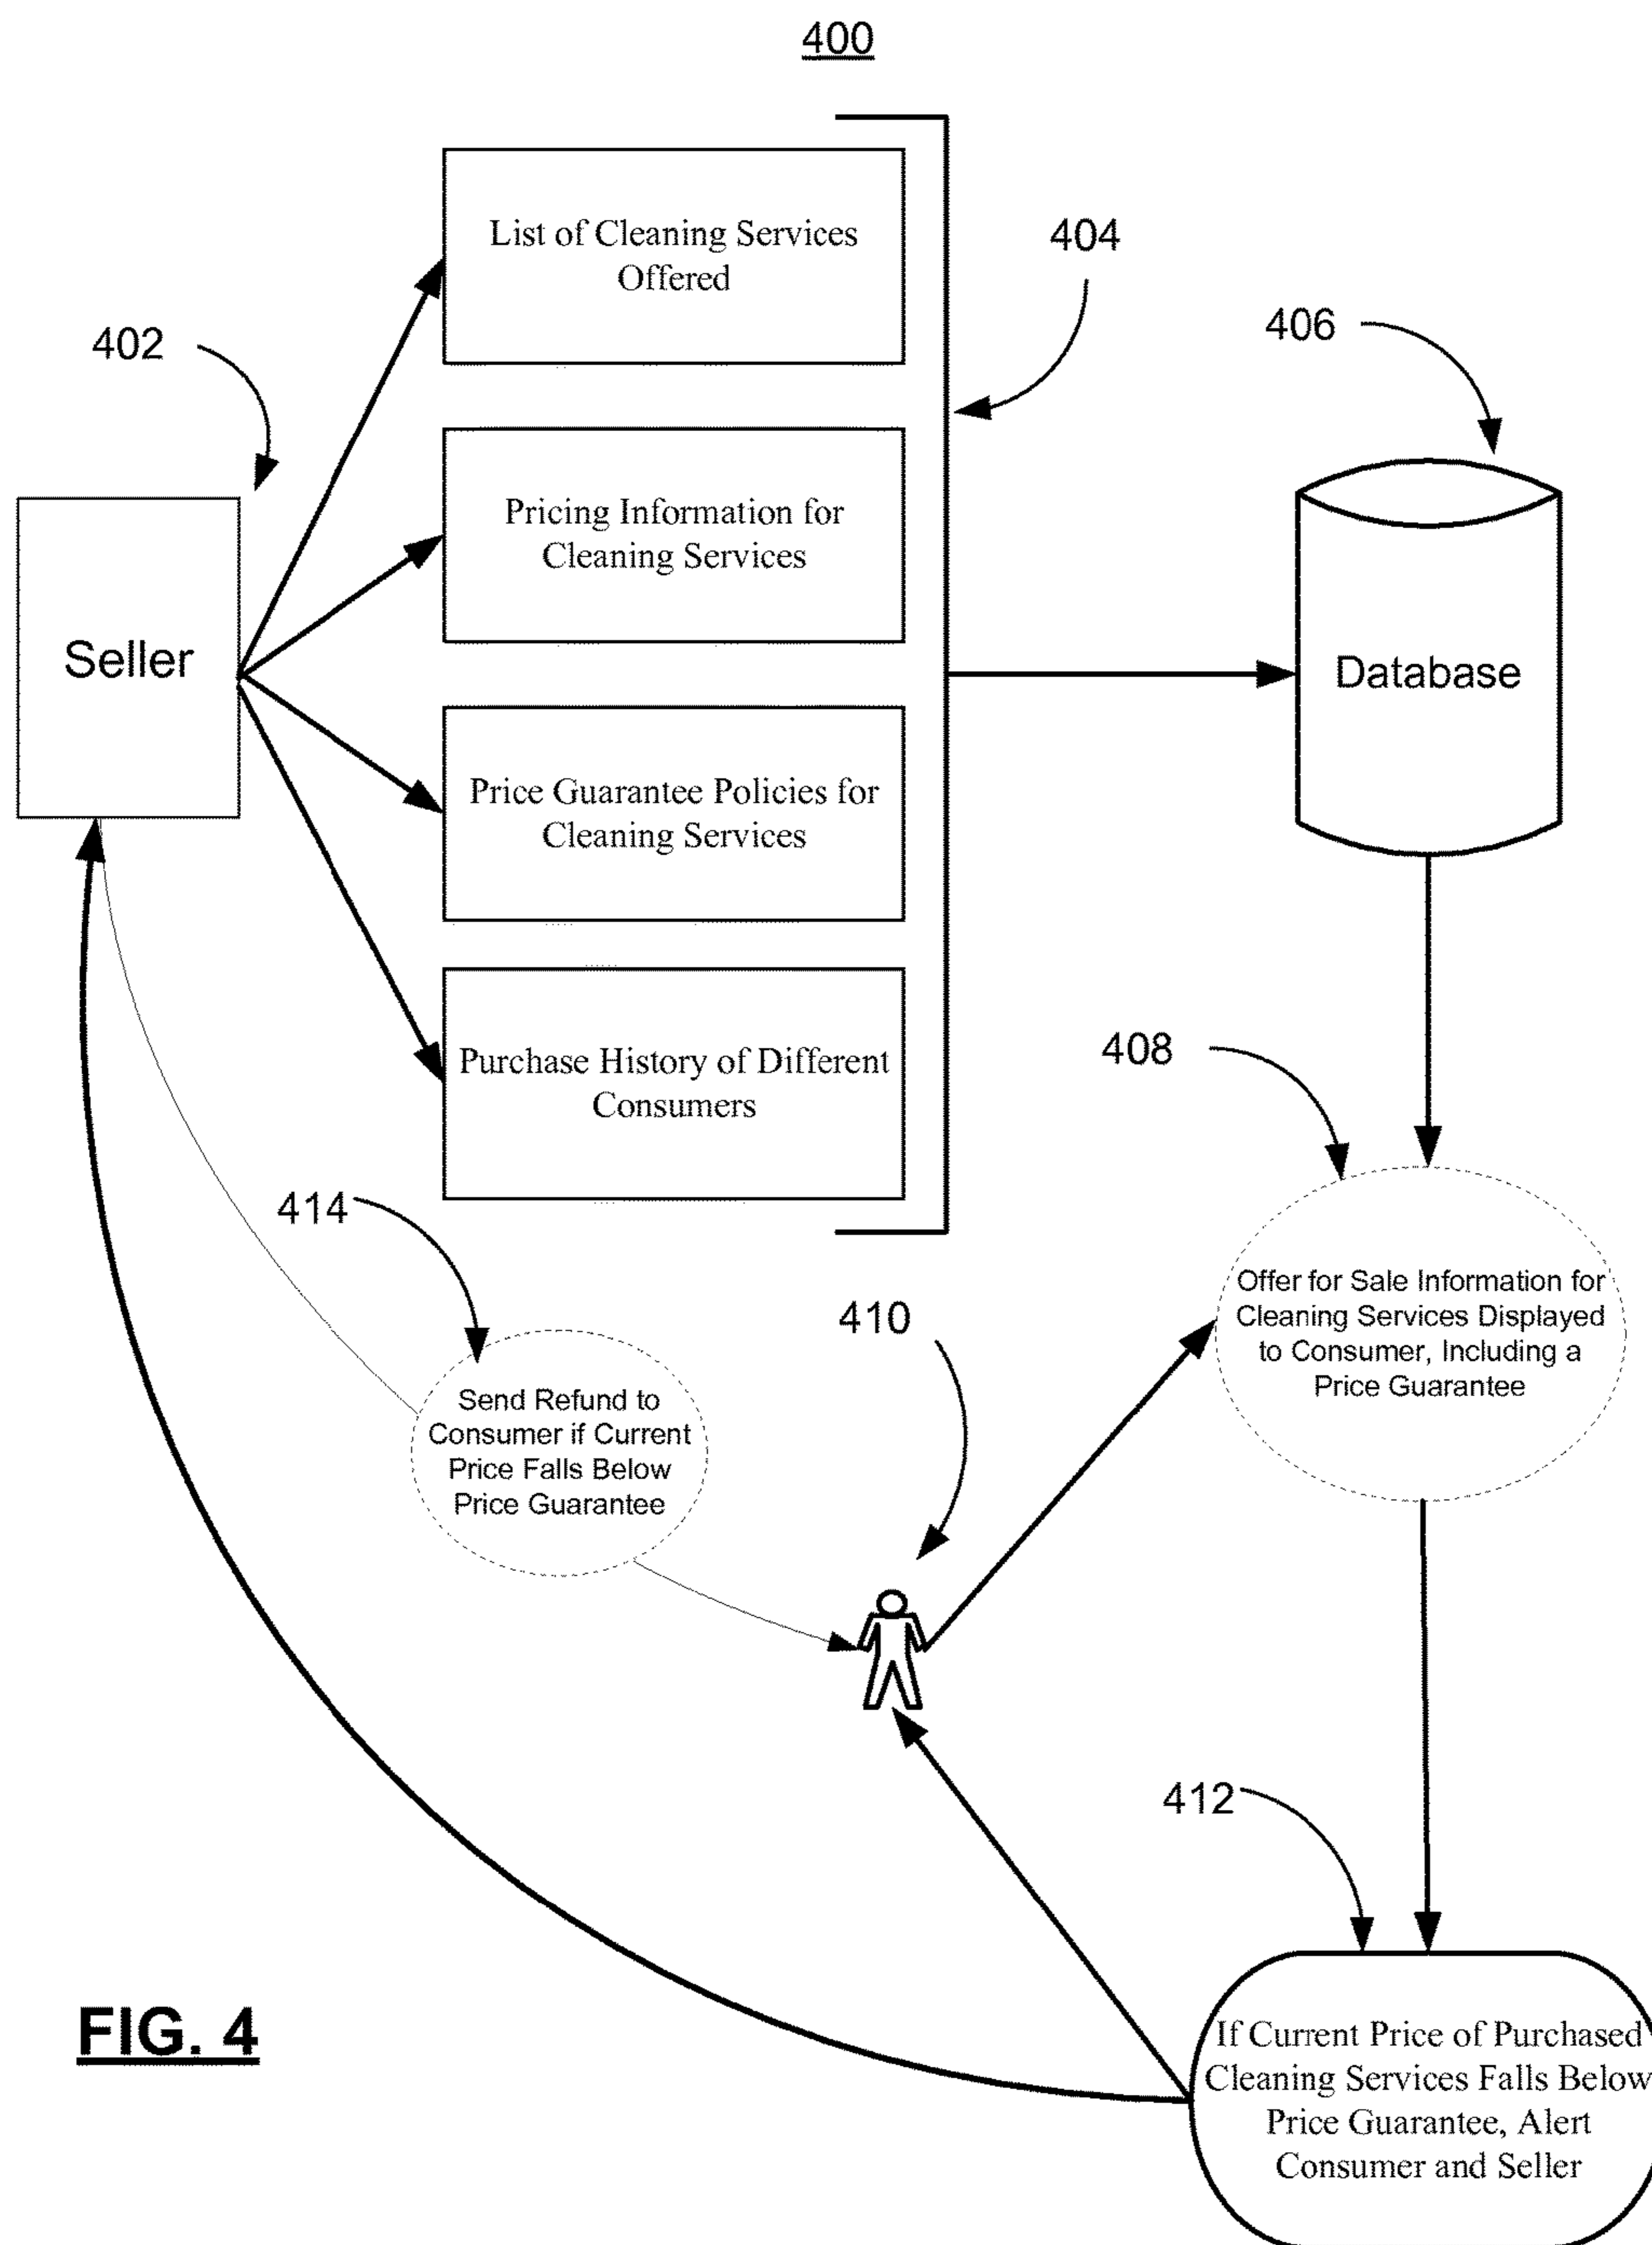 400
List of Cleaning Services
Offered
404
402
406
Pricing Information for
Cleaning Services
Seller
Database
Price Guarantee Policies for
Cleaning Services
Purchase History of Different
Consumers
408
414
Offer for Sale Information for
Cleaning Services Displayed
to Consumer, Including a
Price Guarantee
410
Send Refund to
Consumer if Current
Price Falls Below
Price Guarantee
412
FIG. 4
If Current Price of Purchased
Cleaning Services Falls Below
Price Guarantee, Alert
Consumer and Seller